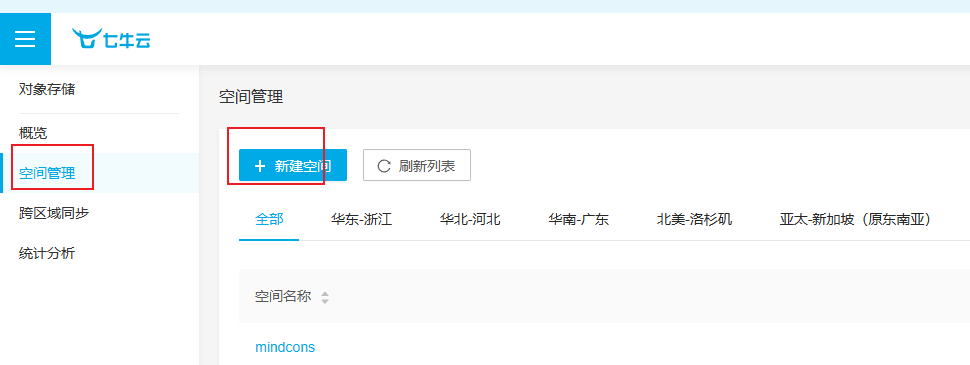 七牛云
对象存储
概览
空间管理
跨区域同步
统计分析
空间管理
+ 新建空间 刷新列表
全部 华东-浙江 华北-河北 华南-广东 北美-洛杉矶 亚太-新加坡（原东南亚）
空间名称
mindcons